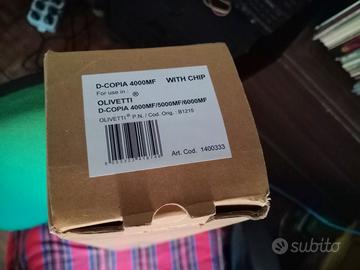 D-COPIA 4000MF WITH CHIP
For use in :
OLIVETTI ®
D-COPIA 4000MF/5000MF/6000MF
OLIVETTI® P.N./ Cod. Orig.: B1215
Art. Cod. 1400333
subito